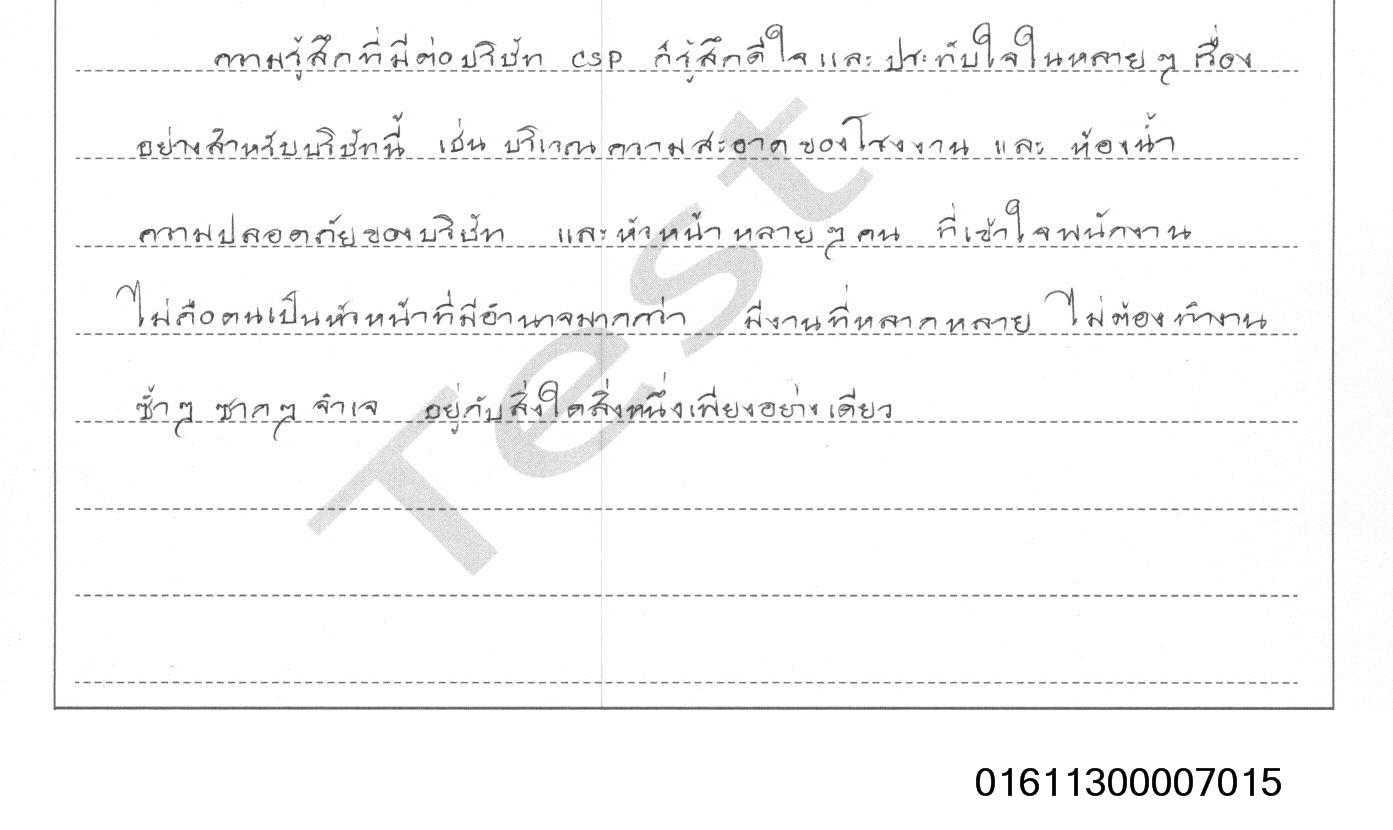 ความรู้สึกที่มีต่อบริษัท CSP ก็รู้สึกดีใจและประทับใจในหลายๆ เรื่อง
อย่างสำหรับบริษัทนี้ เช่น บริเวณความสะอาดของโรงงาน และ ห้องน้ำ
ความปลอดภัยของบริษัท และหัวหน้าหลายๆคน ที่เข้าใจพนักงาน
ไม่ถือตนเป็นหัวหน้าที่มีอำนาจมากกว่า มีงานที่หลากหลาย ไม่ต้องทำงาน
ซ้ำๆ ซากๆ จำเจ อยู่กับสิ่งใดสิ่งหนึ่งเพียงอย่างเดียว
Test
01611300007015